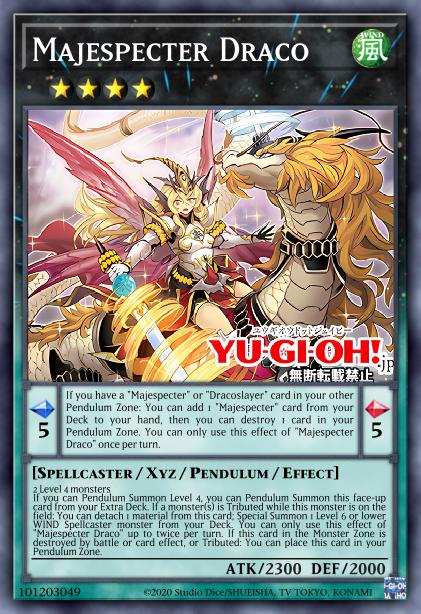 Majespecter Draco
WIND
風
ユウギオウドットジェイピー
YU-GI-OH!
.JP
無断転載禁止
If you have a "Majespecter" or "Dracoslayer" card in your other
Pendulum Zone: You can add 1 "Majespecter" card from your
Deck to your hand, then you can destroy 1 card in your
Pendulum Zone. You can only use this effect of "Majespecter
Draco" once per turn.
5
5
[Spellcaster / Xyz / Pendulum / Effect]
2 Level 4 monsters
If you can Pendulum Summon Level 4, you can Pendulum Summon this face-up
card from your Extra Deck. If a monster(s) is Tributed while this monster is on the
field: You can detach 1 material from this card; Special Summon 1 Level 6 or lower
WIND Spellcaster monster from your Deck. You can only use this effect of
"Majespecter Draco" up to twice per turn. If this card in the Monster Zone is
destroyed by battle or card effect, or Tributed: You can place this card in your
Pendulum Zone.
ATK/2300 DEF/2000
101203049
©2020 Studio Dice/SHUEISHA, TV TOKYO, KONAMI